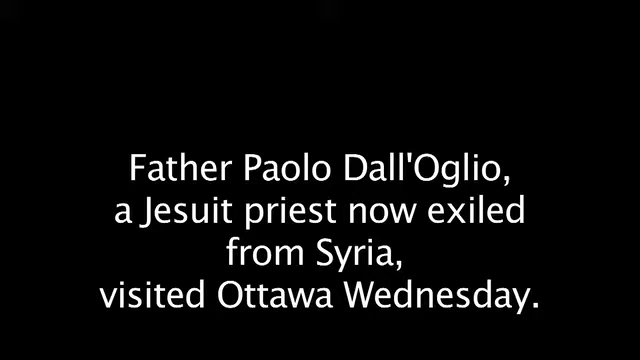 Father Paolo Dall'Oglio,
a Jesuit priest now exiled
from Syria,
visited Ottawa Wednesday.